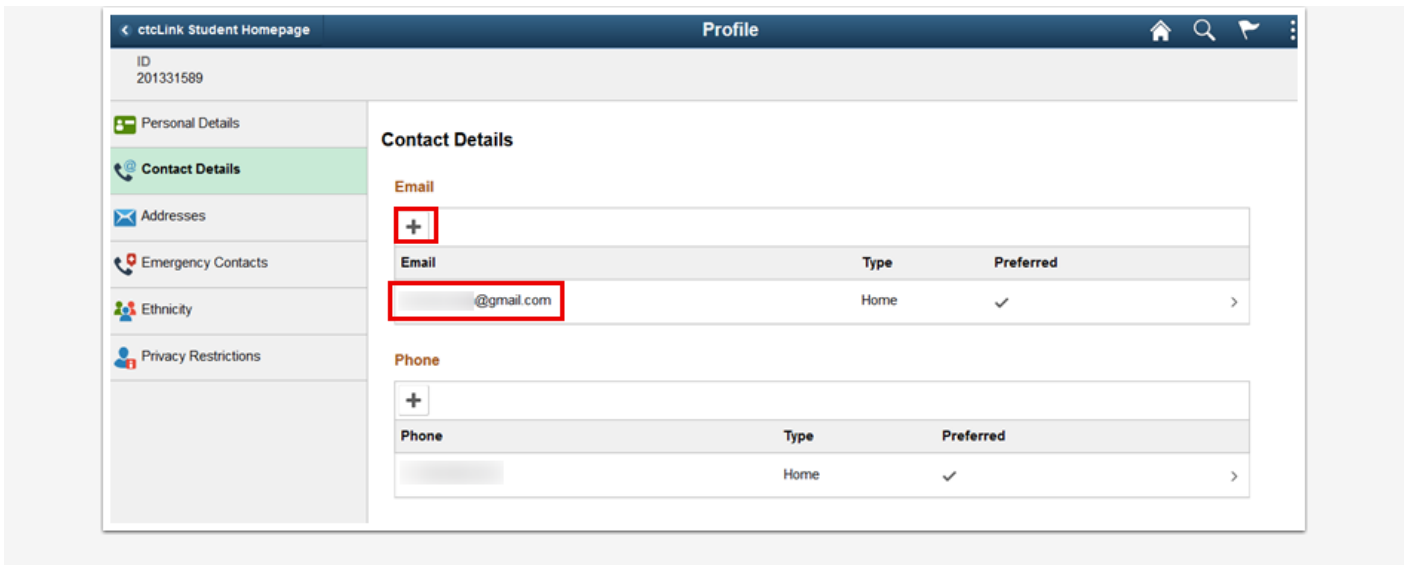 ctcLink Student Homepage
Profile
ID
201331589
Personal Details
Contact Details
Addresses
Emergency Contacts
Ethnicity
Privacy Restrictions
Contact Details
Email
Email Type Preferred
@gmail.com Home
Phone
Phone Type Preferred
Home